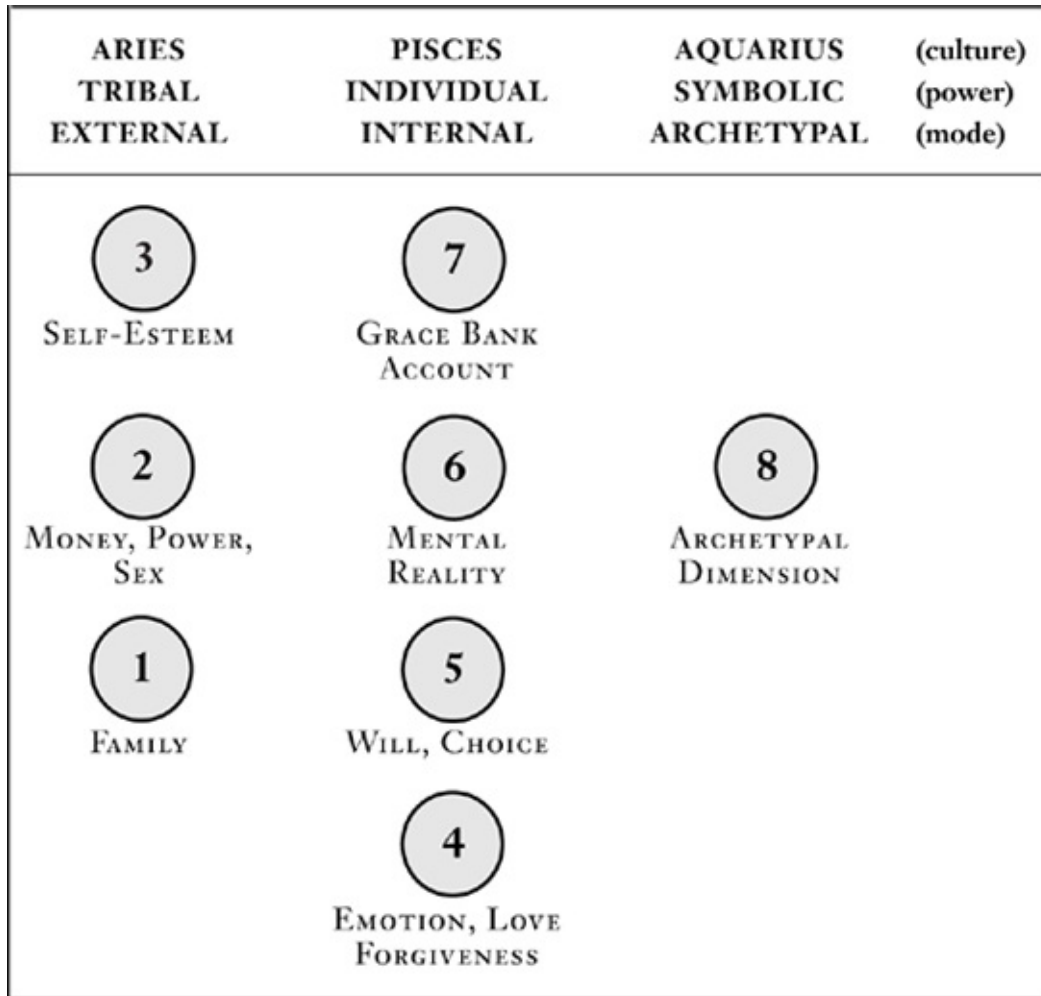 ARIES PISCES AQUARIUS (culture)
TRIBAL INDIVIDUAL SYMBOLIC (power)
EXTERNAL INTERNAL ARCHETYPAL (mode)
3 7
SELF-ESTEEM GRACE BANK
ACCOUNT
2 6 8
MONEY, POWER, MENTAL ARCHETYPAL
SEX REALITY DIMENSION
1 5
FAMILY WILL, CHOICE
4
EMOTION, LOVE
FORGIVENESS